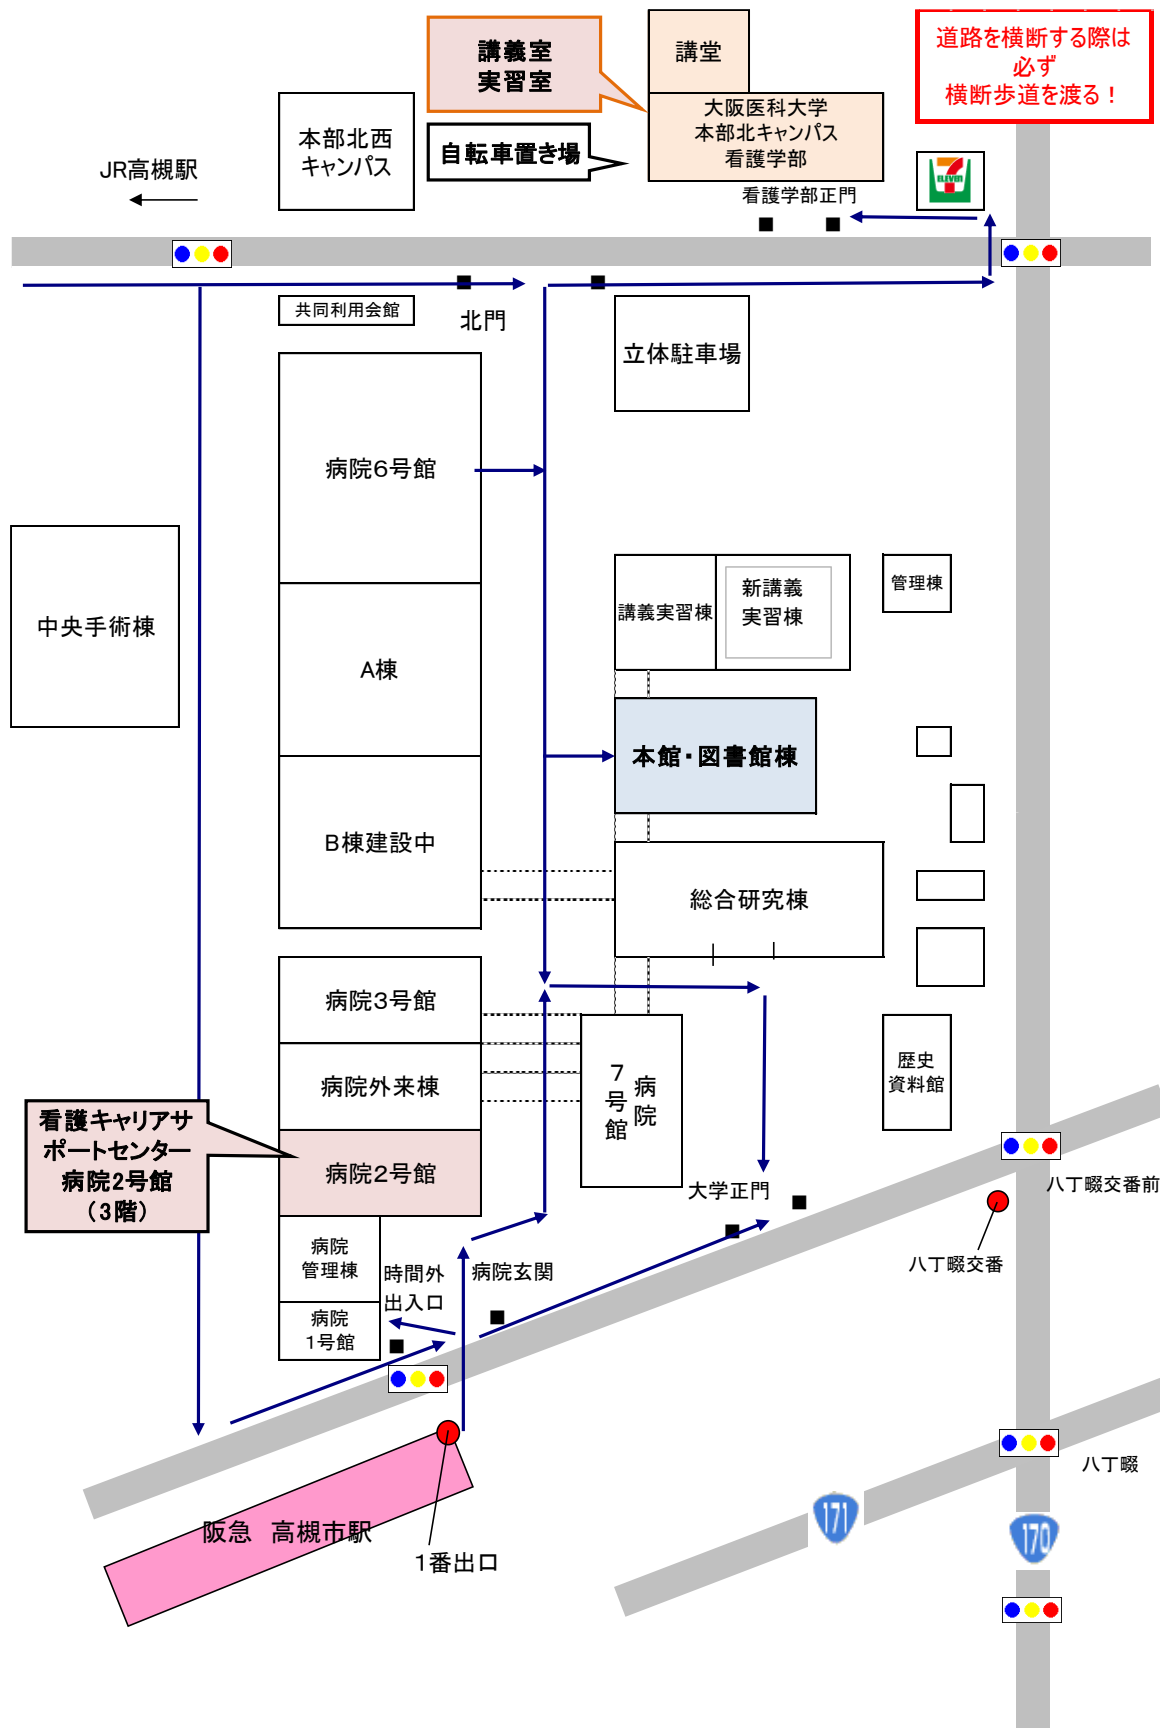 講義室
実習室
講堂
道路を横断する際は
必ず
横断歩道を渡る！
大阪医科大学
本部北キャンパス
看護学部
本部北西
キャンパス
自転車置き場
JR高槻駅
7
ELEVEN
看護学部正門
共同利用会館
北門
立体駐車場
病院6号館
講義実習棟
新講義
実習棟
管理棟
中央手術棟
A棟
本館・図書館棟
B棟建設中
総合研究棟
病院3号館
病院外来棟
病院
7号館
歴史
資料館
看護キャリアサ
ポートセンター
病院2号館
（3階）
病院2号館
大学正門
八丁畷交番前
八丁畷交番
病院
管理棟
時間外
出入口
病院玄関
病院
1号館
八丁畷
171
170
阪急　高槻市駅
1番出口